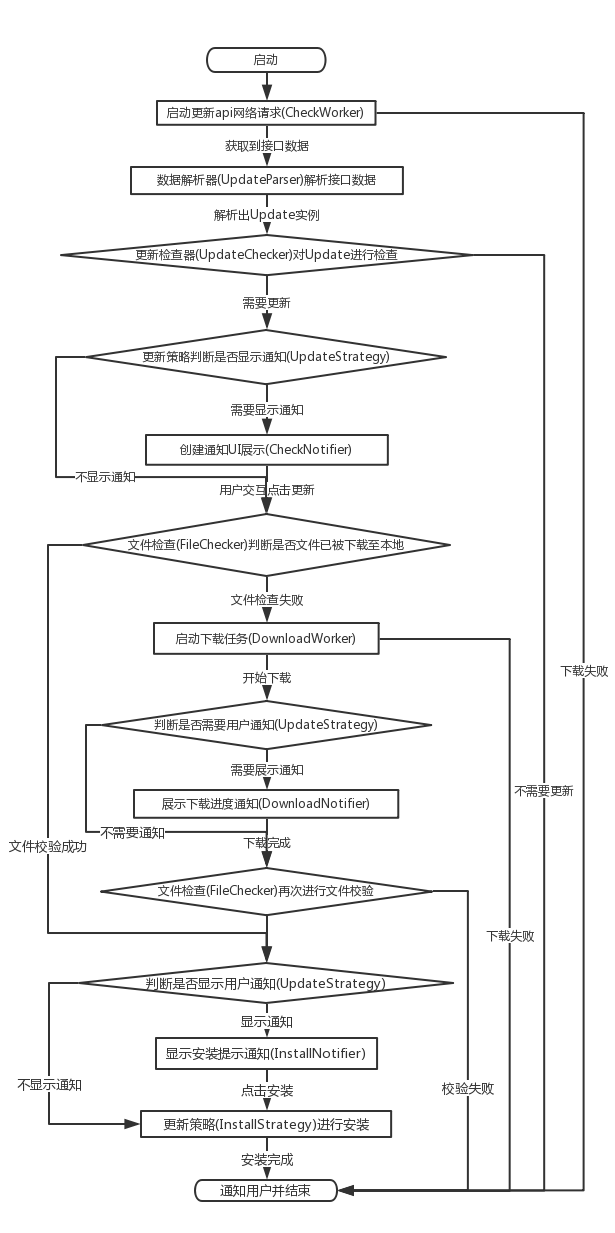 启动
启动更新api网络请求(CheckWorker)
获取到接口数据
数据解析器(UpdateParser)解析接口数据
解析出Update实例
更新检查器(UpdateChecker)对Update进行检查
需要更新
更新策略判断是否显示通知(UpdateStrategy)
需要显示通知
创建通知UI展示(CheckNotifier)
不显示通知
用户交互点击更新
文件检查(FileChecker)判断是否文件已被下载至本地
文件检查失败
启动下载任务(DownloadWorker)
下载失败
开始下载
判断是否需要用户通知(UpdateStrategy)
需要展示通知
不需要更新
展示下载进度通知(DownloadNotifier)
不需要通知
下载完成
文件校验成功
文件检查(FileChecker)再次进行文件校验
下载失败
判断是否显示用户通知(UpdateStrategy)
显示通知
显示安装提示通知(InstallNotifier)
不显示通知
点击安装
校验失败
更新策略(InstallStrategy)进行安装
安装完成
通知用户并结束